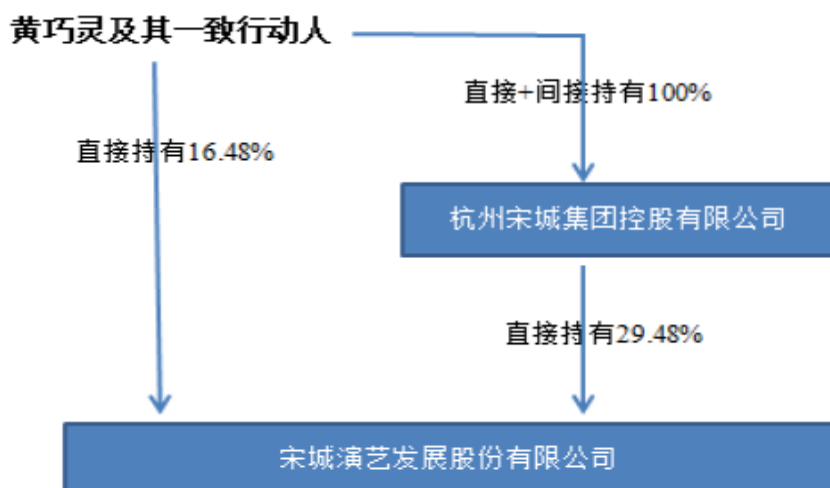 黄巧灵及其一致行动人
直接+间接持有100%
直接持有16.48%
杭州宋城集团控股有限公司
直接持有29.48%
宋城演艺发展股份有限公司